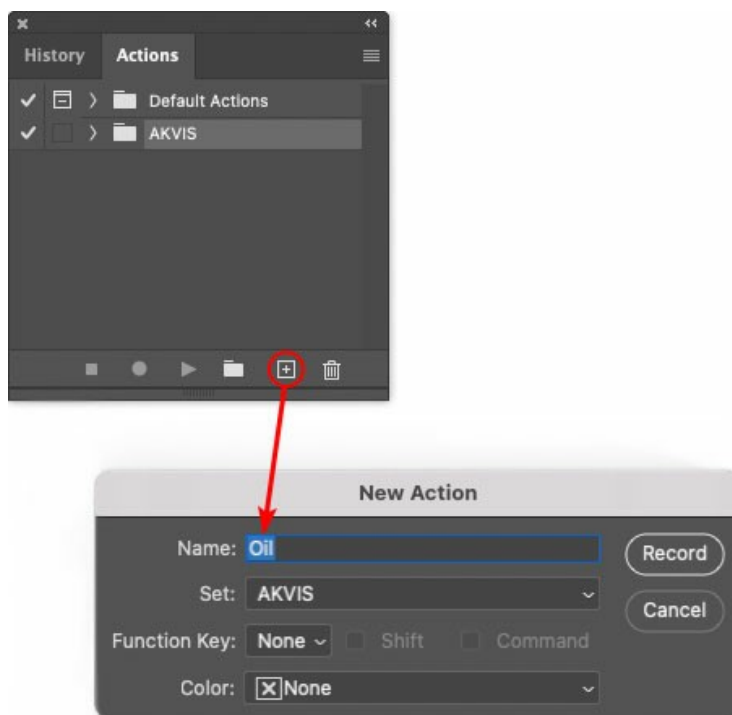 History Actions
Default Actions
AKVIS
New Action
Name: Oil
Record
Set: AKVIS
Cancel
Function Key: None Shift Command
Color: None